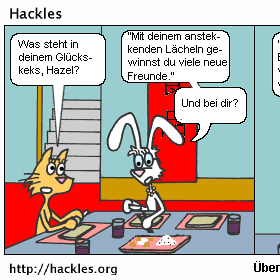 Hackles
Was steht in
deinem Glücks-
keks, Hazel?
"Mit deinem anstek-
kenden Lächeln ge-
winnst du viele neue
Freunde."
Und bei dir?
http://hackles.org
Über